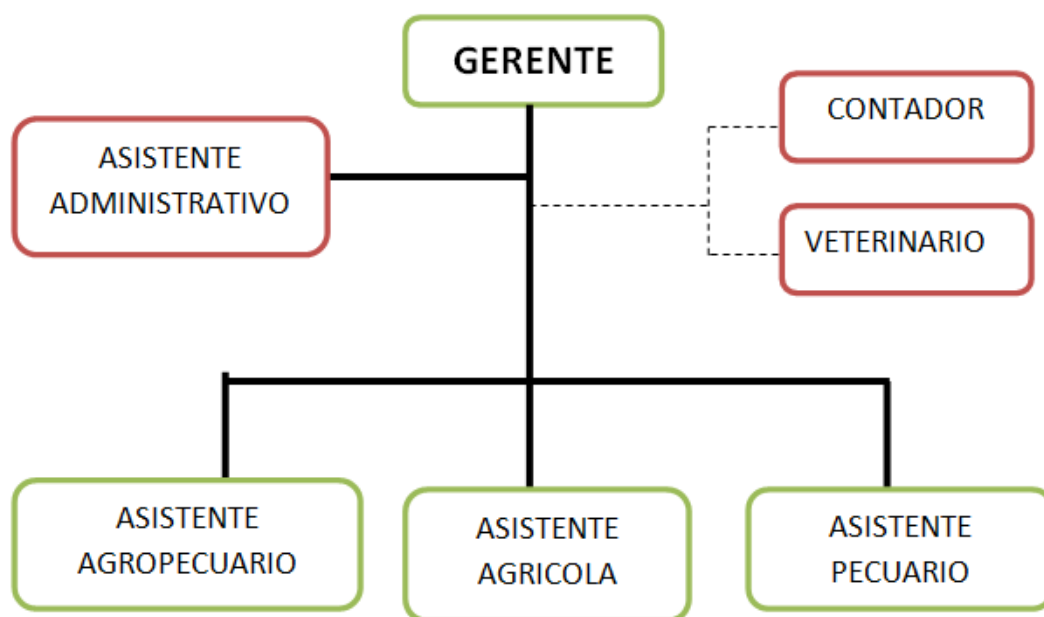 GERENTE
CONTADOR
ASISTENTE
ADMINISTRATIVO
VETERINARIO
ASISTENTE
AGROPECUARIO
ASISTENTE
AGRICOLA
ASISTENTE
PECUARIO